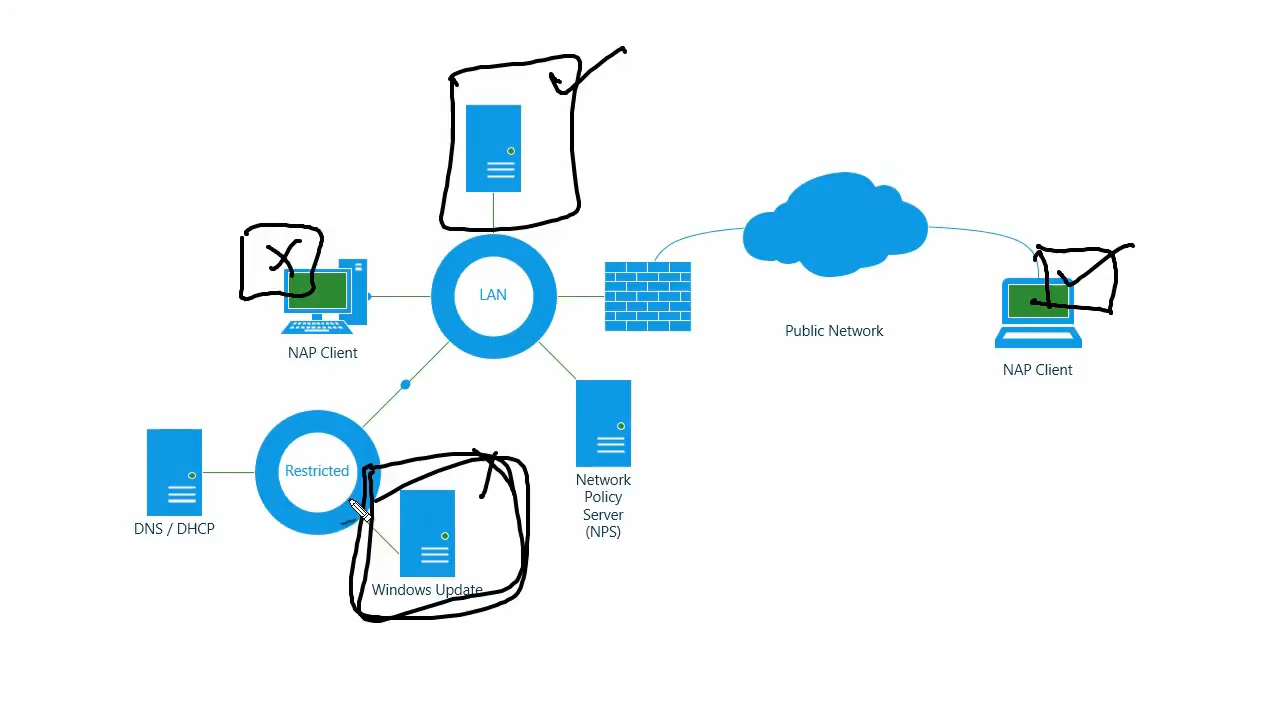 LAN
Public Network
NAP Client
NAP Client
Restricted
Network
Policy
Server
(NPS)
DNS / DHCP
Windows Update